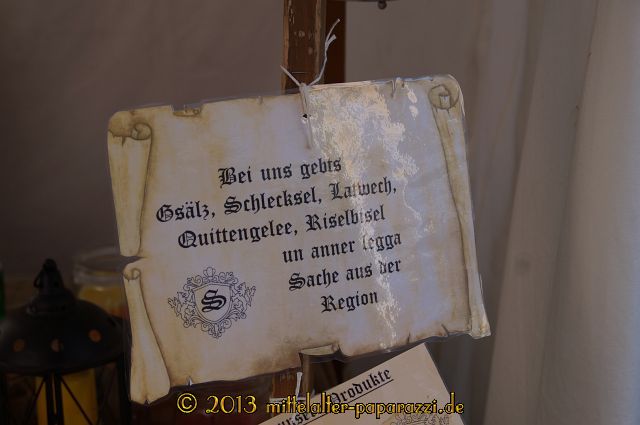 Bei uns gebts
Gsälz, Schlecksel, Latwech,
Quittengelee, Riselbisel
un anner legga
Sache aus der
Region
S
Produkte
© 2013 mittelalter-paparazzi.de